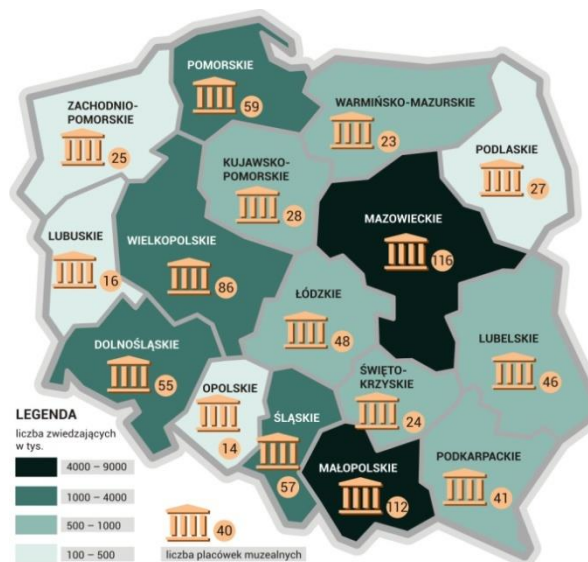 POMORSKIE
59
ZACHODNIO-
POMORSKIE
25
WARMIŃSKO-MAZURSKIE
23
PODLASKIE
27
KUJAWSKO-
POMORSKIE
28
MAZOWIECKIE
116
LUBUSKIE
16
WIELKOPOLSKIE
86
ŁÓDZKIE
48
LUBELSKIE
46
DOLNOŚLĄSKIE
55
OPOLSKIE
14
ŚLĄSKIE
57
ŚWIĘTO-
KRZYSKIE
24
MAŁOPOLSKIE
112
PODKARPACKIE
41
LEGENDA
liczba zwiedzających
w tys.
4000 – 9000
1000 – 4000
500 – 1000
100 – 500
40
liczba placówek muzealnych